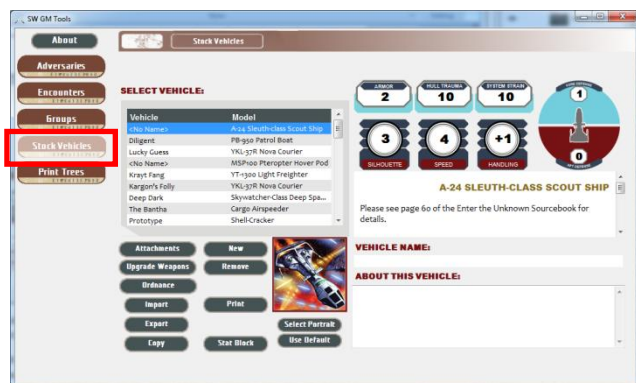 SW GM Tools
About
Stock Vehicles
Adversaries
Encounters
Groups
Stock Vehicles
Print Trees
SELECT VEHICLE:
Vehicle Model
<No Name> A-24 Sleuth-class Scout Ship
Diligent PB-950 Patrol Boat
Lucky Guess YKL-37R Nova Courier
<No Name> MSP100 Pteropter Hover Pod
Krayt Fang YT-1300 Light Freighter
Kargon's Folly YKL-37R Nova Courier
Deep Dark Skywatcher-Class Deep Spa...
The Bantha Cargo Airspeeder
Prototype Shell-Cracker
Attachments New
Upgrade Weapons Remove
Ordnance
Import Print
Export Select Portrait
Copy Stat Block Use Default
ARMOR HULL TRAUMA SYSTEM STRAIN
2 10 10
1
3 4 +1
0
SILHOUETTE SPEED HANDLING
A-24 SLEUTH-CLASS SCOUT SHIP
Please see page 60 of the Enter the Unknown Sourcebook for
details.
VEHICLE NAME:
ABOUT THIS VEHICLE: